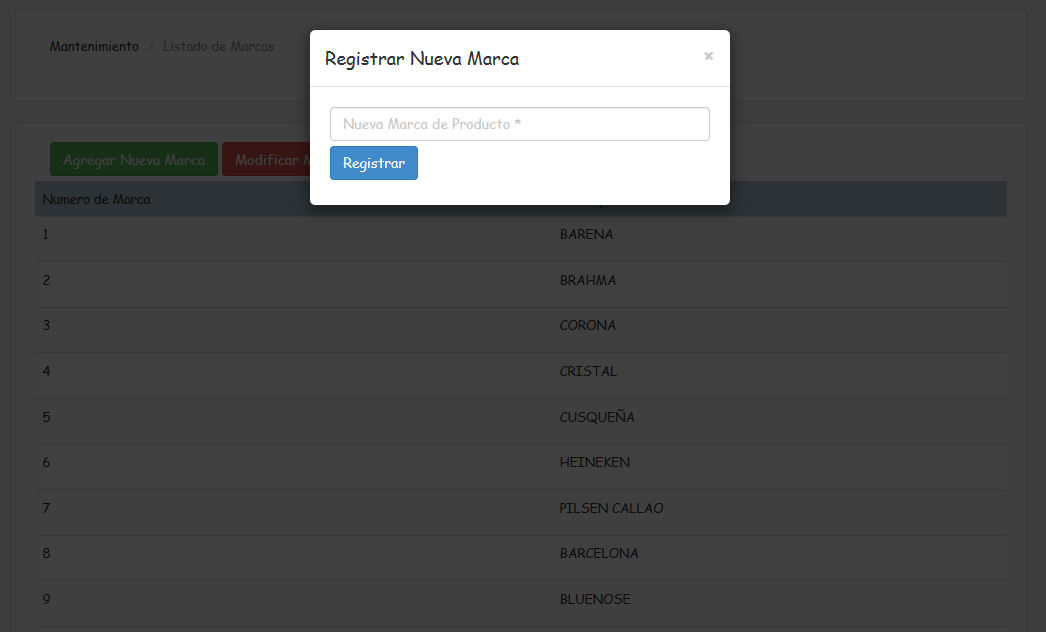 Mantenimiento / Listado de Marcas
Registrar Nueva Marca ×
Nueva Marca de Producto *
Registrar
Agregar Nueva Marca
Modificar
Numero de Marca
1 BARENA
2 BRAHMA
3 CORONA
4 CRISTAL
5 CUSQUEÑA
6 HEINEKEN
7 PILSEN CALLAO
8 BARCELONA
9 BLUENOSE